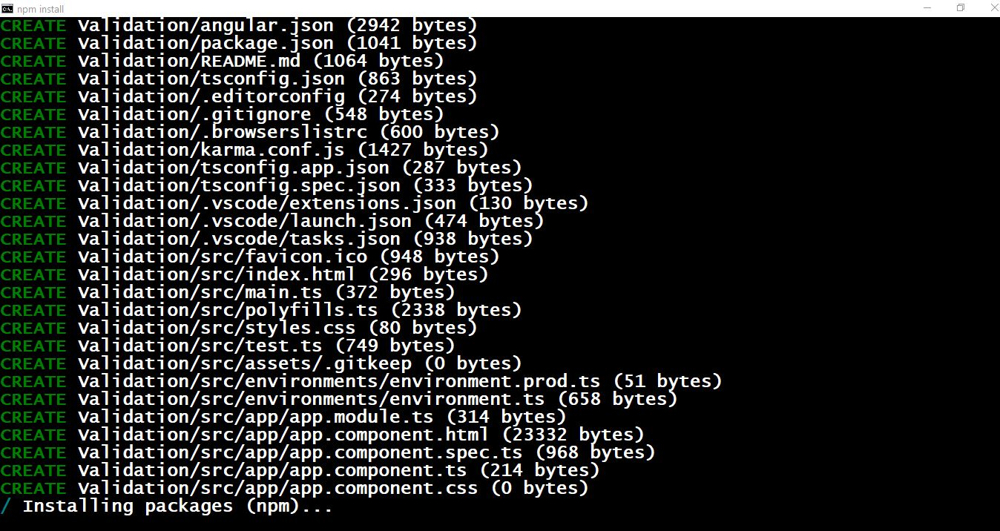 npm install
CREATE Validation/angular.json (2942 bytes)
CREATE Validation/package.json (1041 bytes)
CREATE Validation/README.md (1064 bytes)
CREATE Validation/tsconfig.json (863 bytes)
CREATE Validation/.editorconfig (274 bytes)
CREATE Validation/.gitignore (548 bytes)
CREATE Validation/.browserslistrc (600 bytes)
CREATE Validation/karma.conf.js (1427 bytes)
CREATE Validation/tsconfig.app.json (287 bytes)
CREATE Validation/tsconfig.spec.json (333 bytes)
CREATE Validation/.vscode/extensions.json (130 bytes)
CREATE Validation/.vscode/launch.json (474 bytes)
CREATE Validation/.vscode/tasks.json (938 bytes)
CREATE Validation/src/favicon.ico (948 bytes)
CREATE Validation/src/index.html (296 bytes)
CREATE Validation/src/main.ts (372 bytes)
CREATE Validation/src/polyfills.ts (2338 bytes)
CREATE Validation/src/styles.css (80 bytes)
CREATE Validation/src/test.ts (749 bytes)
CREATE Validation/src/assets/.gitkeep (0 bytes)
CREATE Validation/src/environments/environment.prod.ts (51 bytes)
CREATE Validation/src/environments/environment.ts (658 bytes)
CREATE Validation/src/app/app.module.ts (314 bytes)
CREATE Validation/src/app/app.component.html (23332 bytes)
CREATE Validation/src/app/app.component.spec.ts (968 bytes)
CREATE Validation/src/app/app.component.ts (214 bytes)
CREATE Validation/src/app/app.component.css (0 bytes)
/ Installing packages (npm)...